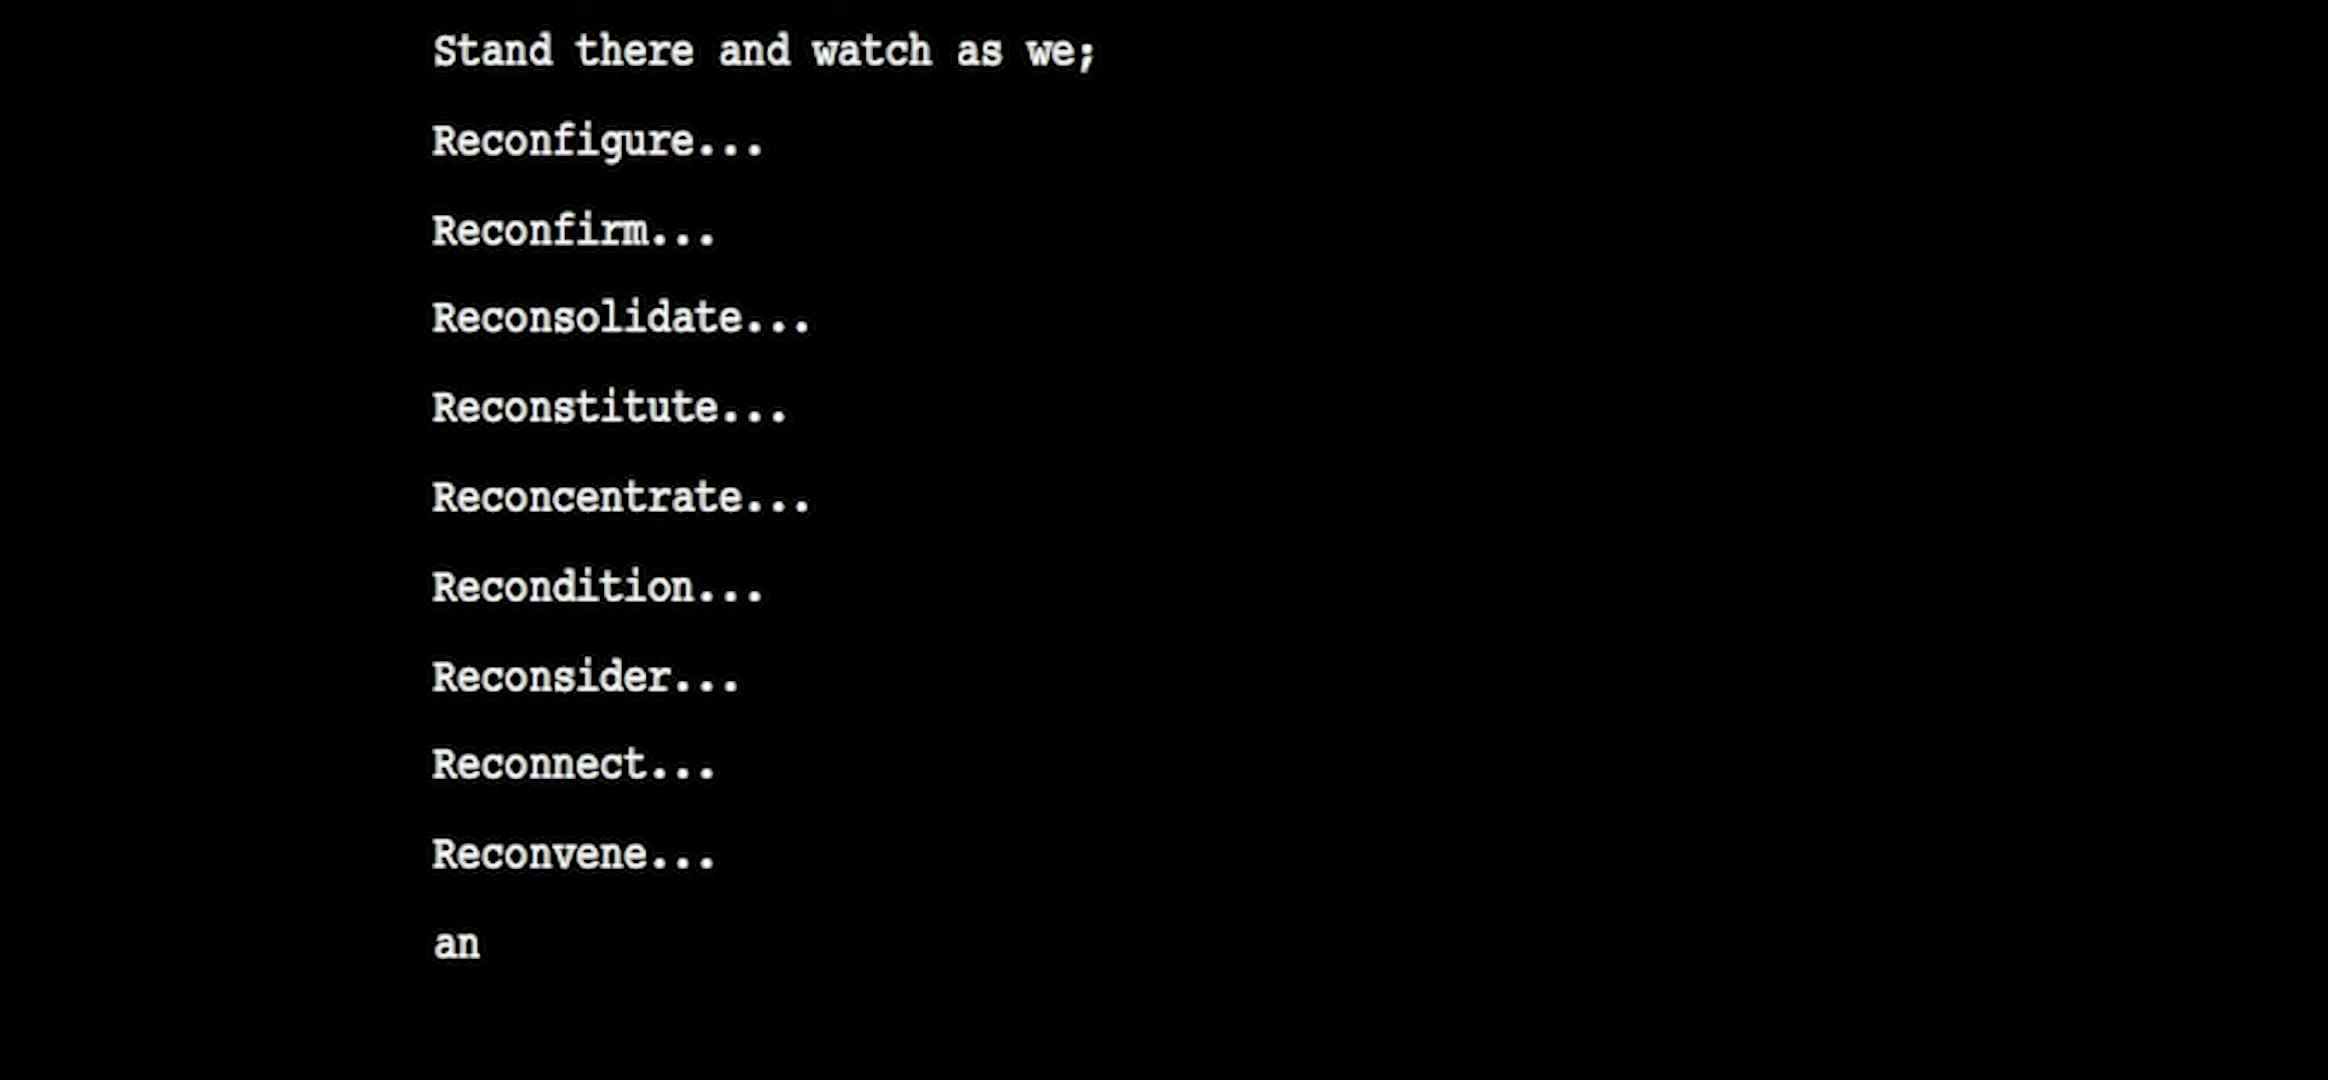 Stand there and watch as we;
Reconfigure...
Reconfirm...
Reconsolidate...
Reconstitute...
Reconcentrate...
Recondition...
Reconsider...
Reconnect...
Reconvene...
an